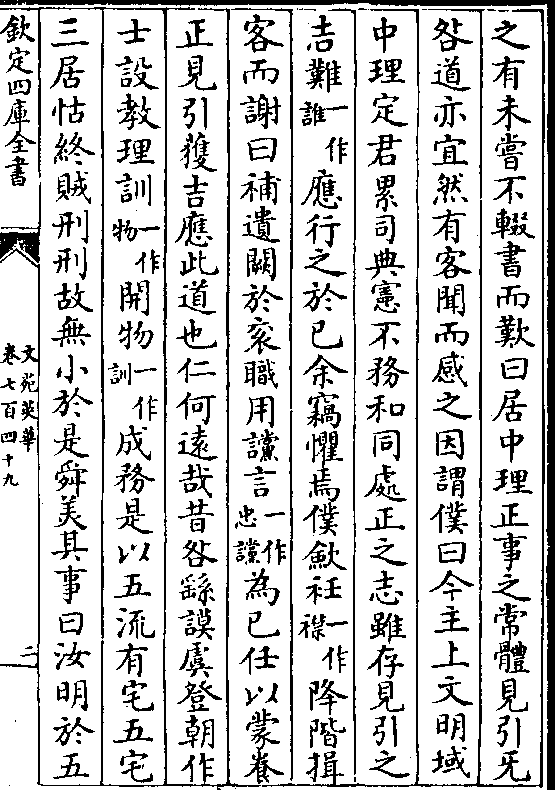 之有未嘗不輟書而歎曰居中理正事之常體見引旡
咎道亦宜然有客聞而感之因謂僕曰今主上文明域
中理定君累司典憲不務和同處正之志雖存見引之
吉難一作誰應行之於已余竊懼焉僕斂衽一作襟降階揖
客而謝曰補遺闕於衮職用讜言一作忠讜為已任以蒙養
正見引獲吉應此道也仁何遠哉昔咎繇謨虞登朝作
士設教理訓一作物開物一作訓成務是以五流有宅五宅
三居怙終賊刑刑故無小於是舜美其事曰汝明於五
欽定四庫全書
文苑英華
卷七百四十九
二